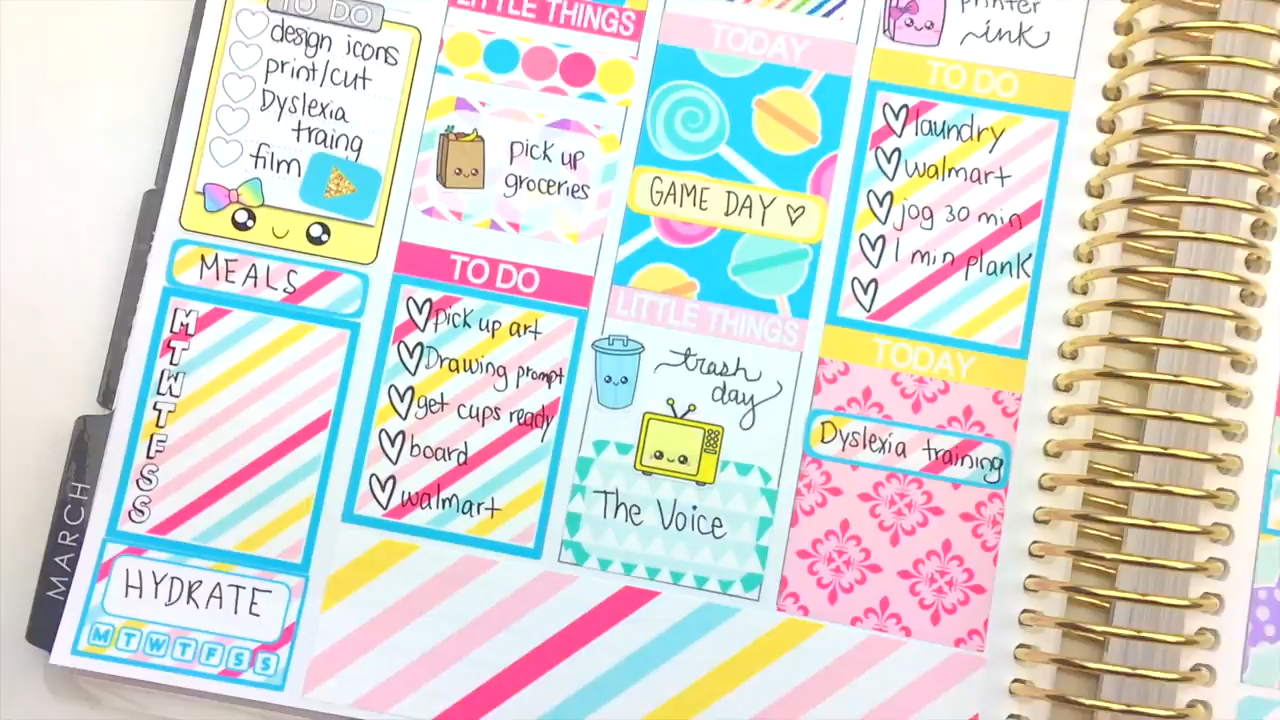 TO DO
design icons
print/cut
Dyslexia
traing
film
MEALS
M
T
W
T
F
S
S
HYDRATE
M T W T F S S
LITTLE THINGS
pick up
groceries
TO DO
pick up art
Drawing prompt
get cups ready
board
walmart
TODAY
GAME DAY
LITTLE THINGS
trash
day
The Voice
printer
ink
TO DO
laundry
walmart
jog 30 min
1 min plank
TODAY
Dyslexia training
MARCH